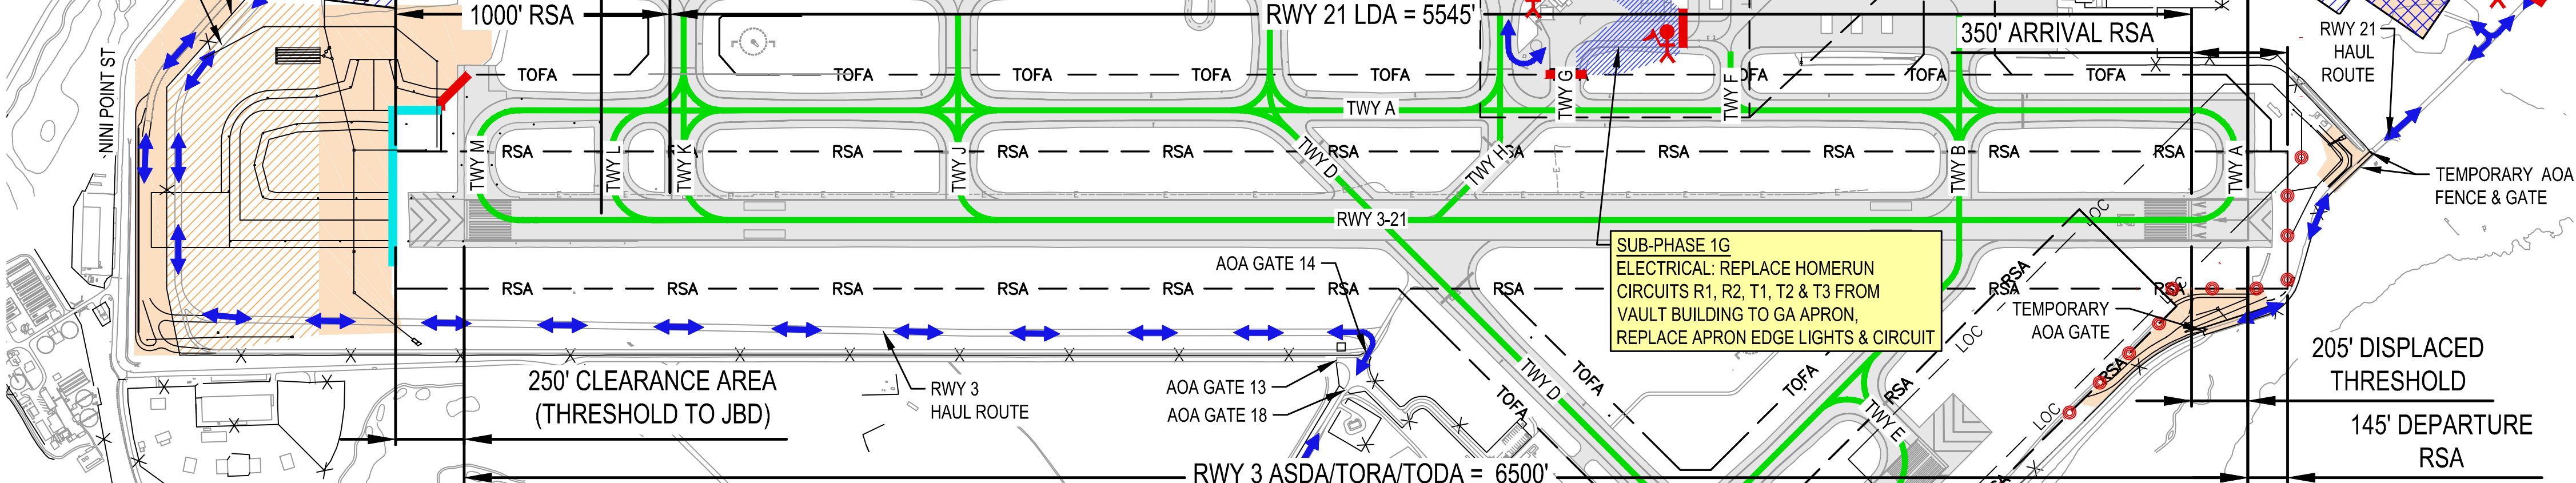 1000' RSA
RWY 21 LDA = 5545'
350' ARRIVAL RSA
RWY 21
HAUL
ROUTE
NINI POINT ST
TOFA
TOFA
TOFA
TOFA
TOFA
TWY G
TWY F
OFA
TOFA
TOFA
TWY A
TWY M
RSA
TWY L
TWY K
RSA
RSA
TWY J
RSA
TWY D
RSA
TWY H
SA
RSA
RSA
TWY B
RSA
RSA
TWY A
TEMPORARY AOA
FENCE & GATE
RWY 3-21
LOC
SUB-PHASE 1G
ELECTRICAL: REPLACE HOMERUN
CIRCUITS R1, R2, T1, T2 & T3 FROM
VAULT BUILDING TO GA APRON,
REPLACE APRON EDGE LIGHTS & CIRCUIT
AOA GATE 14
RSA
RSA
RSA
RSA
RSA
RSA
RSA
RSA
RSA
LOC
TEMPORARY
AOA GATE
LOC
250' CLEARANCE AREA
(THRESHOLD TO JBD)
RWY 3
HAUL ROUTE
AOA GATE 13
AOA GATE 18
TOFA
TOFA
TWY D
TOFA
RSA
TWY E
LOC
RSA
205' DISPLACED
THRESHOLD
145' DEPARTURE
RSA
RWY 3 ASDA/TORA/TODA = 6500'